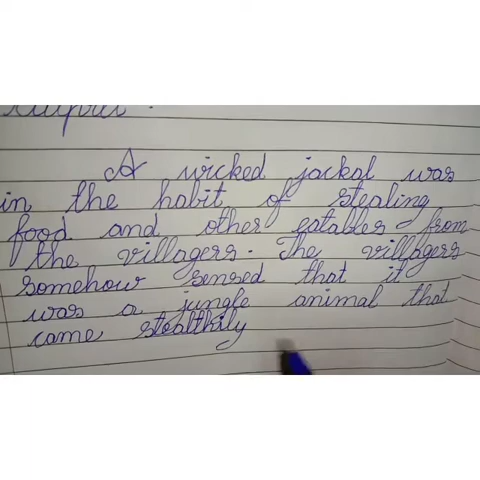 A wicked jackal was
in the habit of stealing
food and other eatables from
the villagers. The villagers
somehow sensed that it
was a jungle animal that
came stealthily